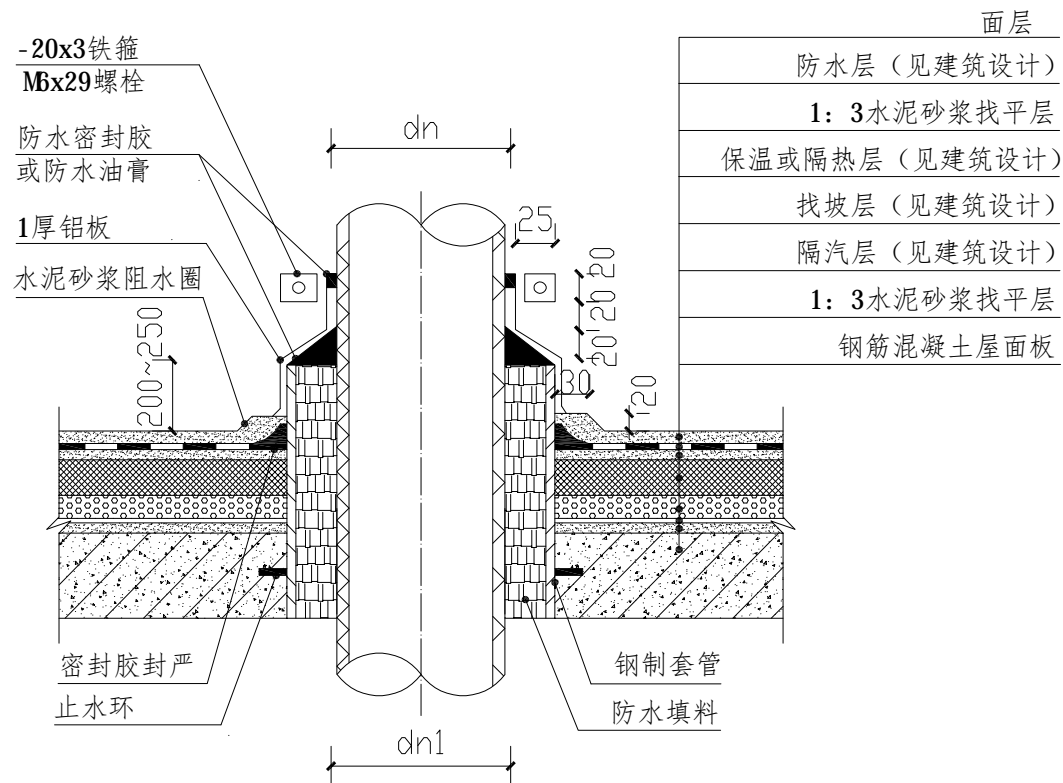 -20x3铁箍
M6x29螺栓
防水密封胶
或防水油膏
1厚铝板
水泥砂浆阻水圈
200~250
dn
25
20
20
20
30
20
面层
防水层（见建筑设计）
1：3水泥砂浆找平层
保温或隔热层（见建筑设计）
找坡层（见建筑设计）
隔汽层（见建筑设计）
1：3水泥砂浆找平层
钢筋混凝土屋面板
密封胶封严
止水环
钢制套管
防水填料
dn1